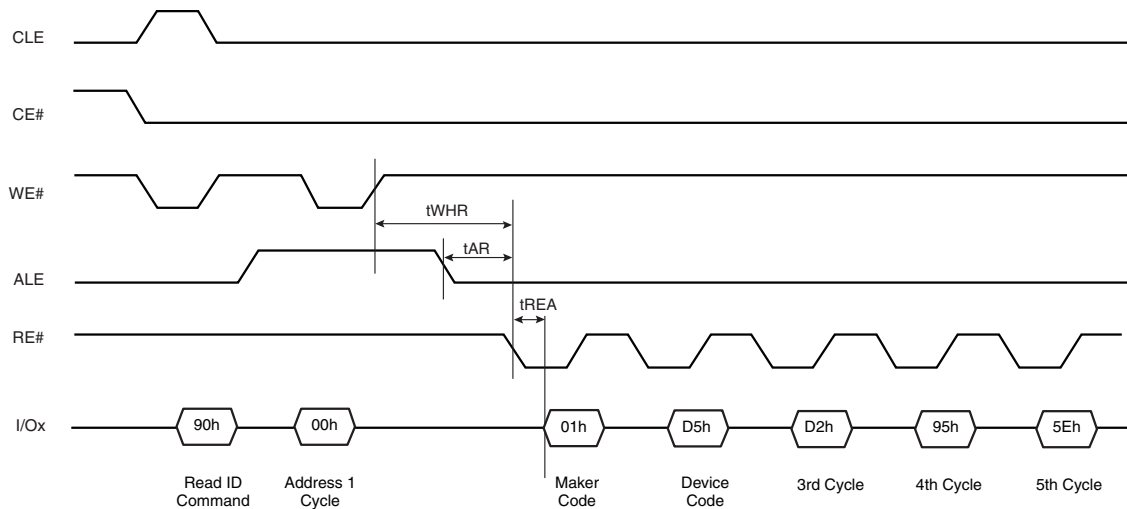 CLE
CE#
WE#
tWHR
tAR
ALE
tREA
RE#
I/Ox
90h
00h
01h
D5h
D2h
95h
5Eh
Read ID
Command
Address 1
Cycle
Maker
Code
Device
Code
3rd Cycle
4th Cycle
5th Cycle